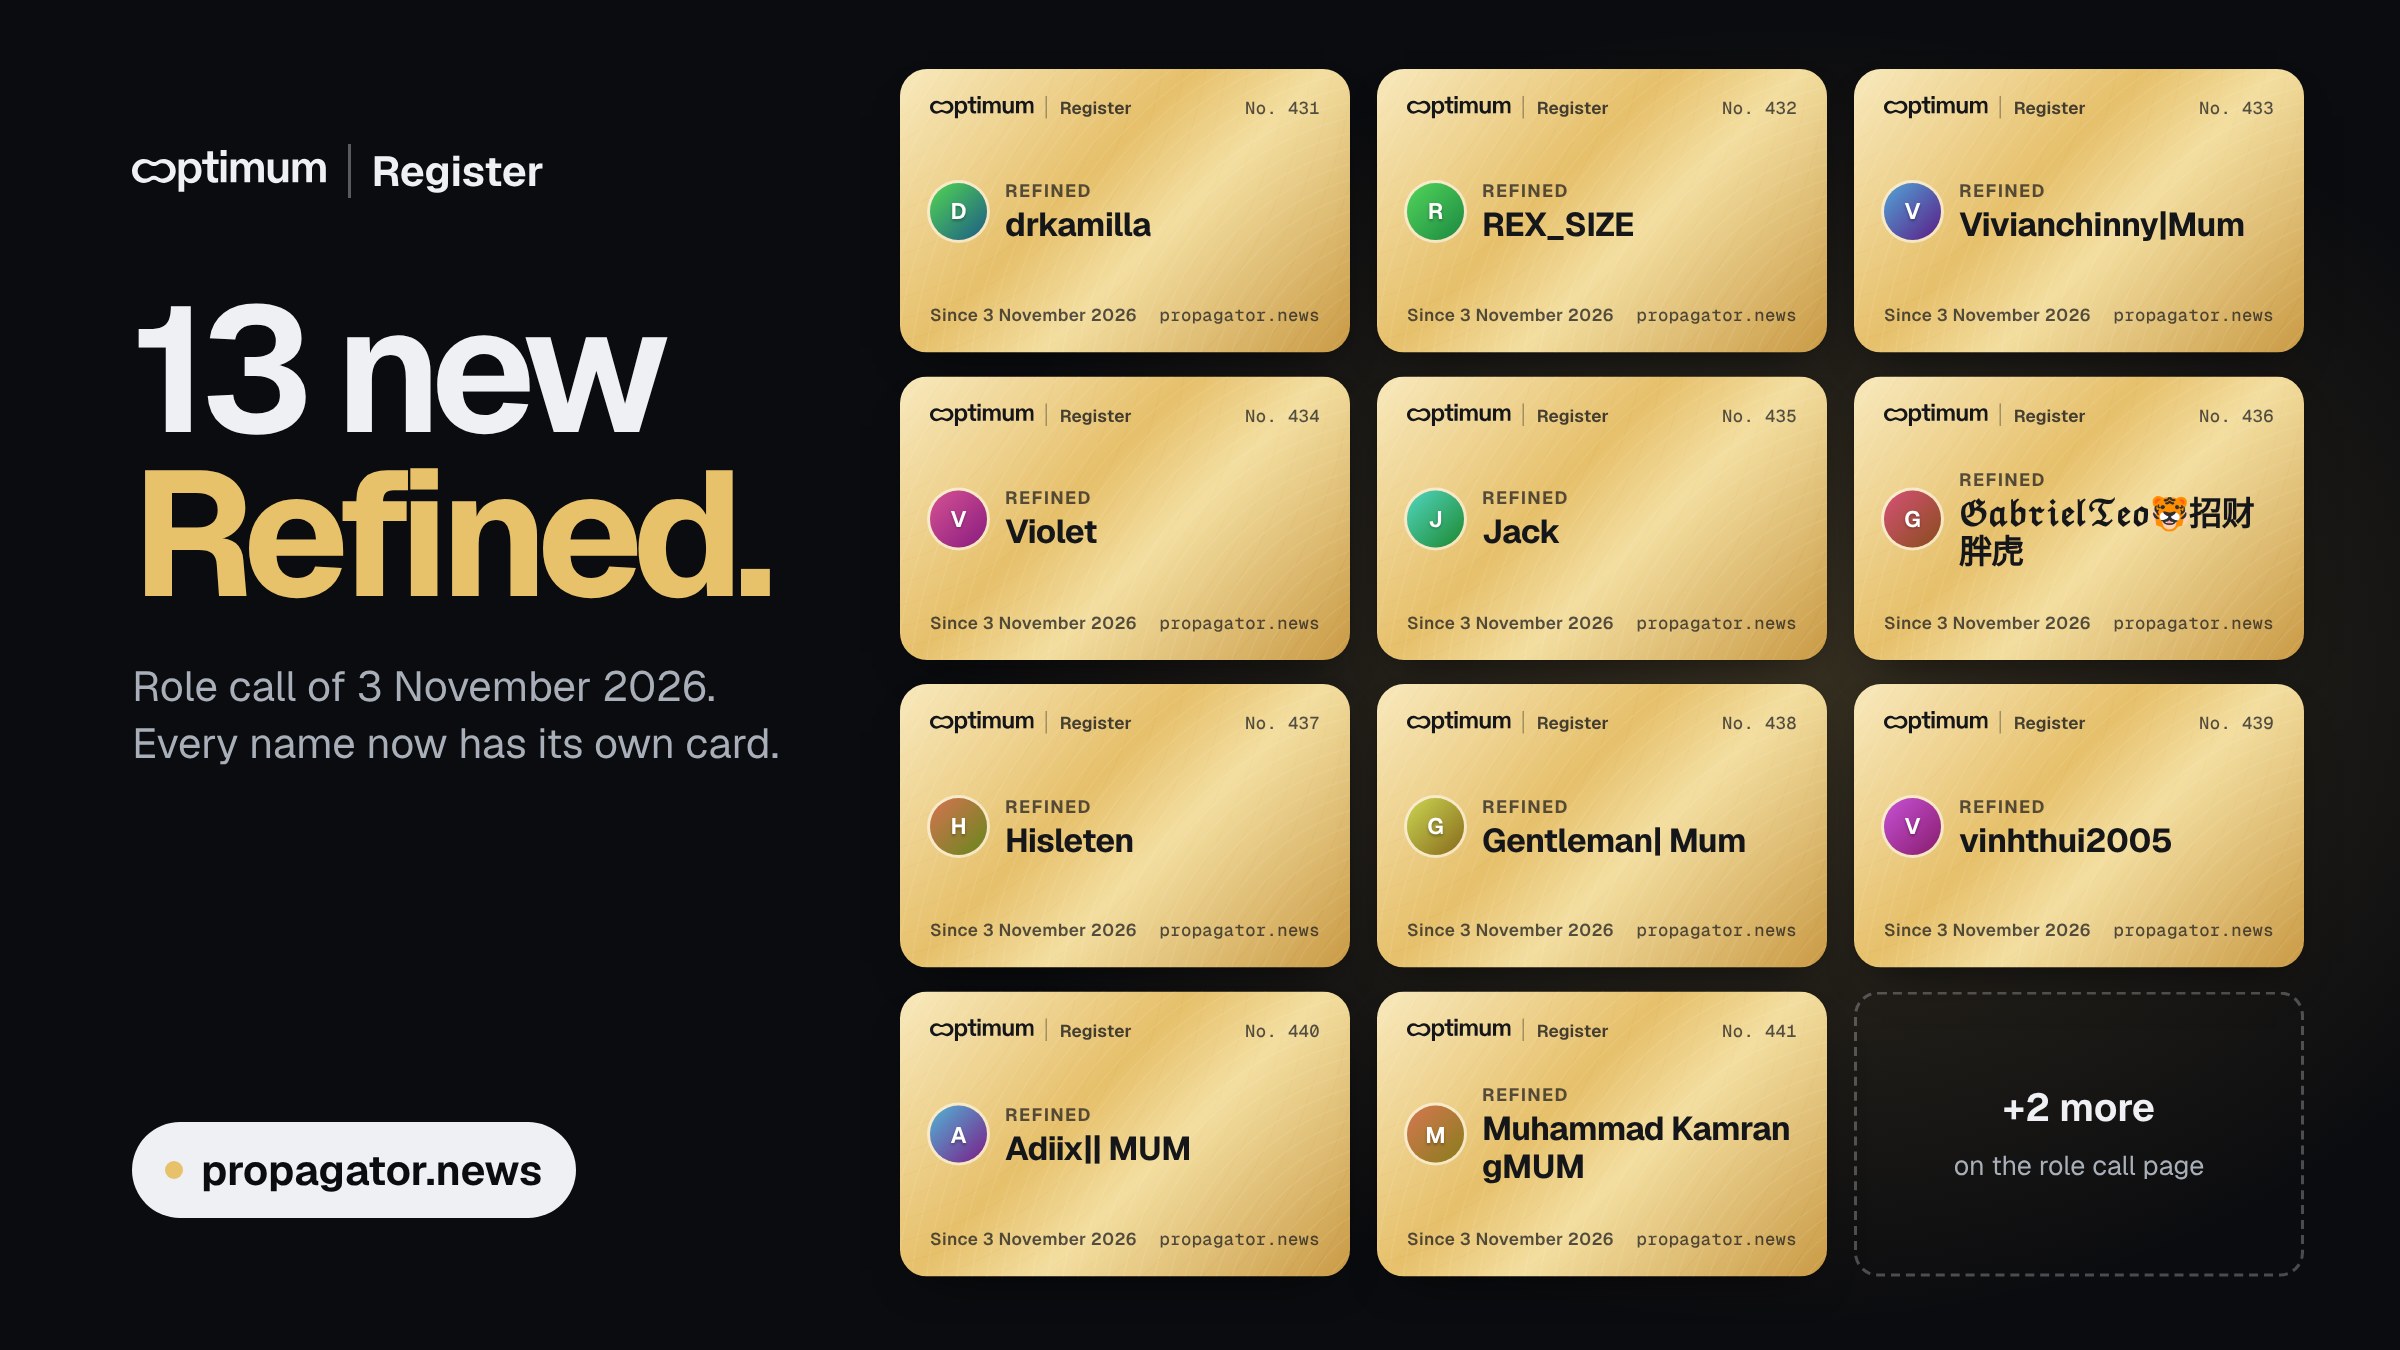 optimum | Register
13 new
Refined.
Role call of 3 November 2026.
Every name now has its own card.
propagator.news
optimum | Register No. 431
D
REFINED
drkamilla
Since 3 November 2026 propagator.news
optimum | Register No. 432
R
REFINED
REX_SIZE
Since 3 November 2026 propagator.news
optimum | Register No. 433
V
REFINED
Vivianchinny|Mum
Since 3 November 2026 propagator.news
optimum | Register No. 434
V
REFINED
Violet
Since 3 November 2026 propagator.news
optimum | Register No. 435
J
REFINED
Jack
Since 3 November 2026 propagator.news
optimum | Register No. 436
G
REFINED
𝕲𝖆𝖇𝖗𝖎𝖊𝖑𝕿𝖊𝖔🐯招财
胖虎
Since 3 November 2026 propagator.news
optimum | Register No. 437
H
REFINED
Hisleten
Since 3 November 2026 propagator.news
optimum | Register No. 438
G
REFINED
Gentleman| Mum
Since 3 November 2026 propagator.news
optimum | Register No. 439
V
REFINED
vinhthui2005
Since 3 November 2026 propagator.news
optimum | Register No. 440
A
REFINED
Adiix|| MUM
Since 3 November 2026 propagator.news
optimum | Register No. 441
M
REFINED
Muhammad Kamran
gMUM
Since 3 November 2026 propagator.news
+2 more
on the role call page